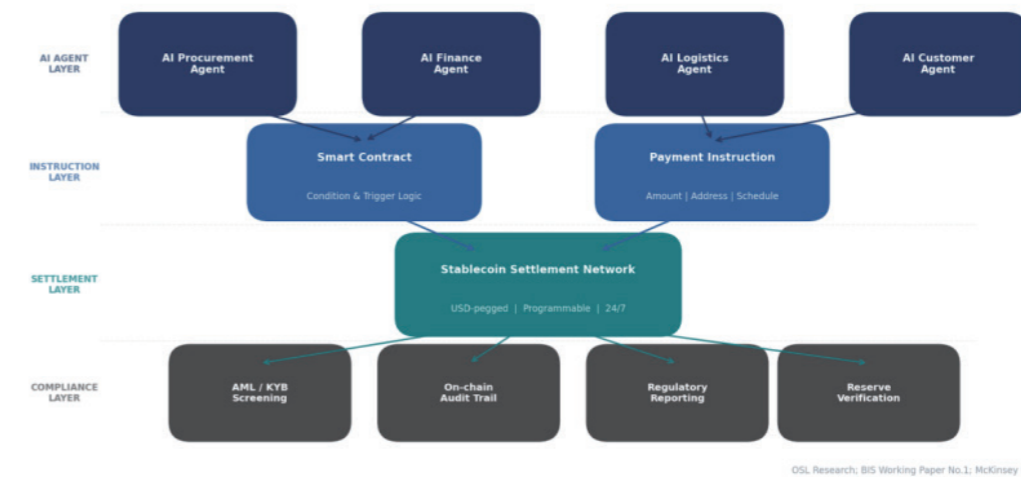 AI AGENT
LAYER
AI Procurement
Agent
AI Finance
Agent
AI Logistics
Agent
AI Customer
Agent
INSTRUCTION
LAYER
Smart Contract
Condition & Trigger Logic
Payment Instruction
Amount | Address | Schedule
SETTLEMENT
LAYER
Stablecoin Settlement Network
USD-pegged | Programmable | 24/7
COMPLIANCE
LAYER
AML / KYB
Screening
On-chain
Audit Trail
Regulatory
Reporting
Reserve
Verification
OSL Research; BIS Working Paper No.1; McKinsey